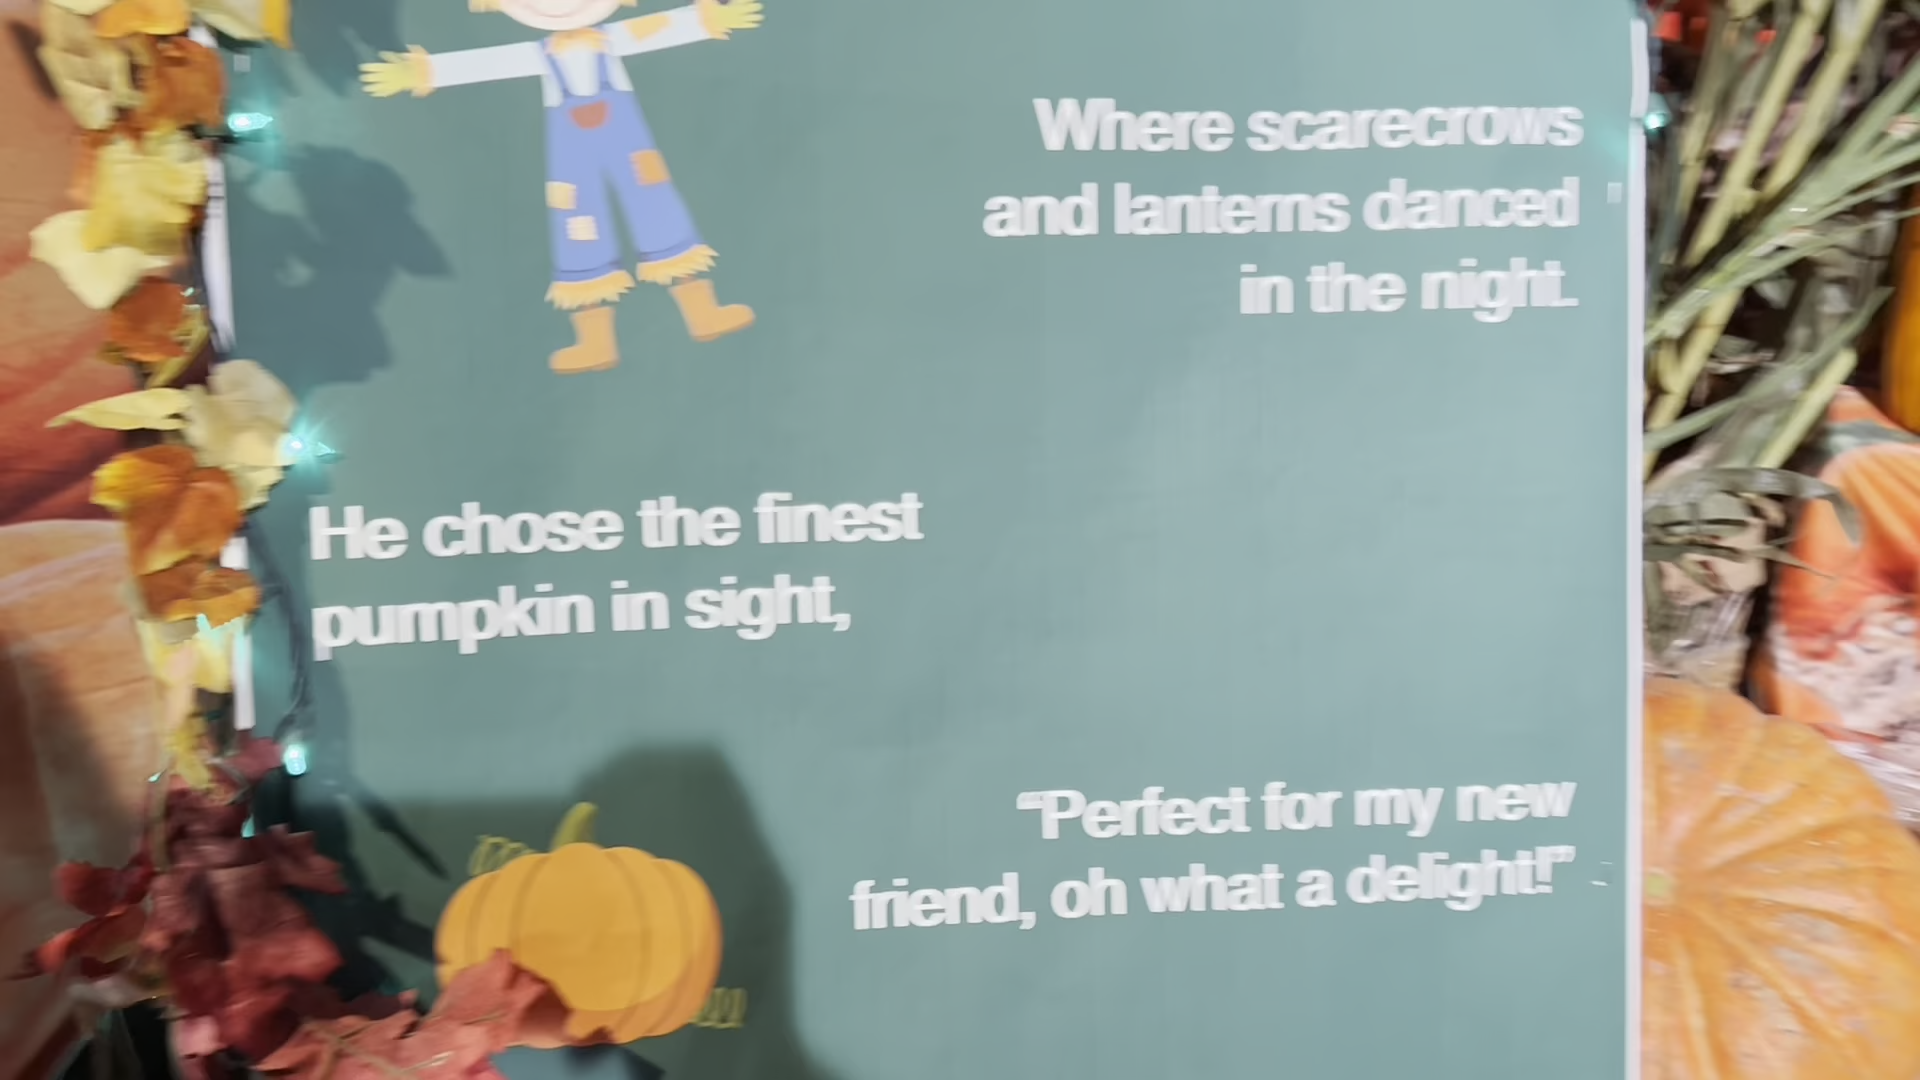 Where scarecrows
and lanterns danced
in the night.
He chose the finest
pumpkin in sight,
“Perfect for my new
friend, oh what a delight!”